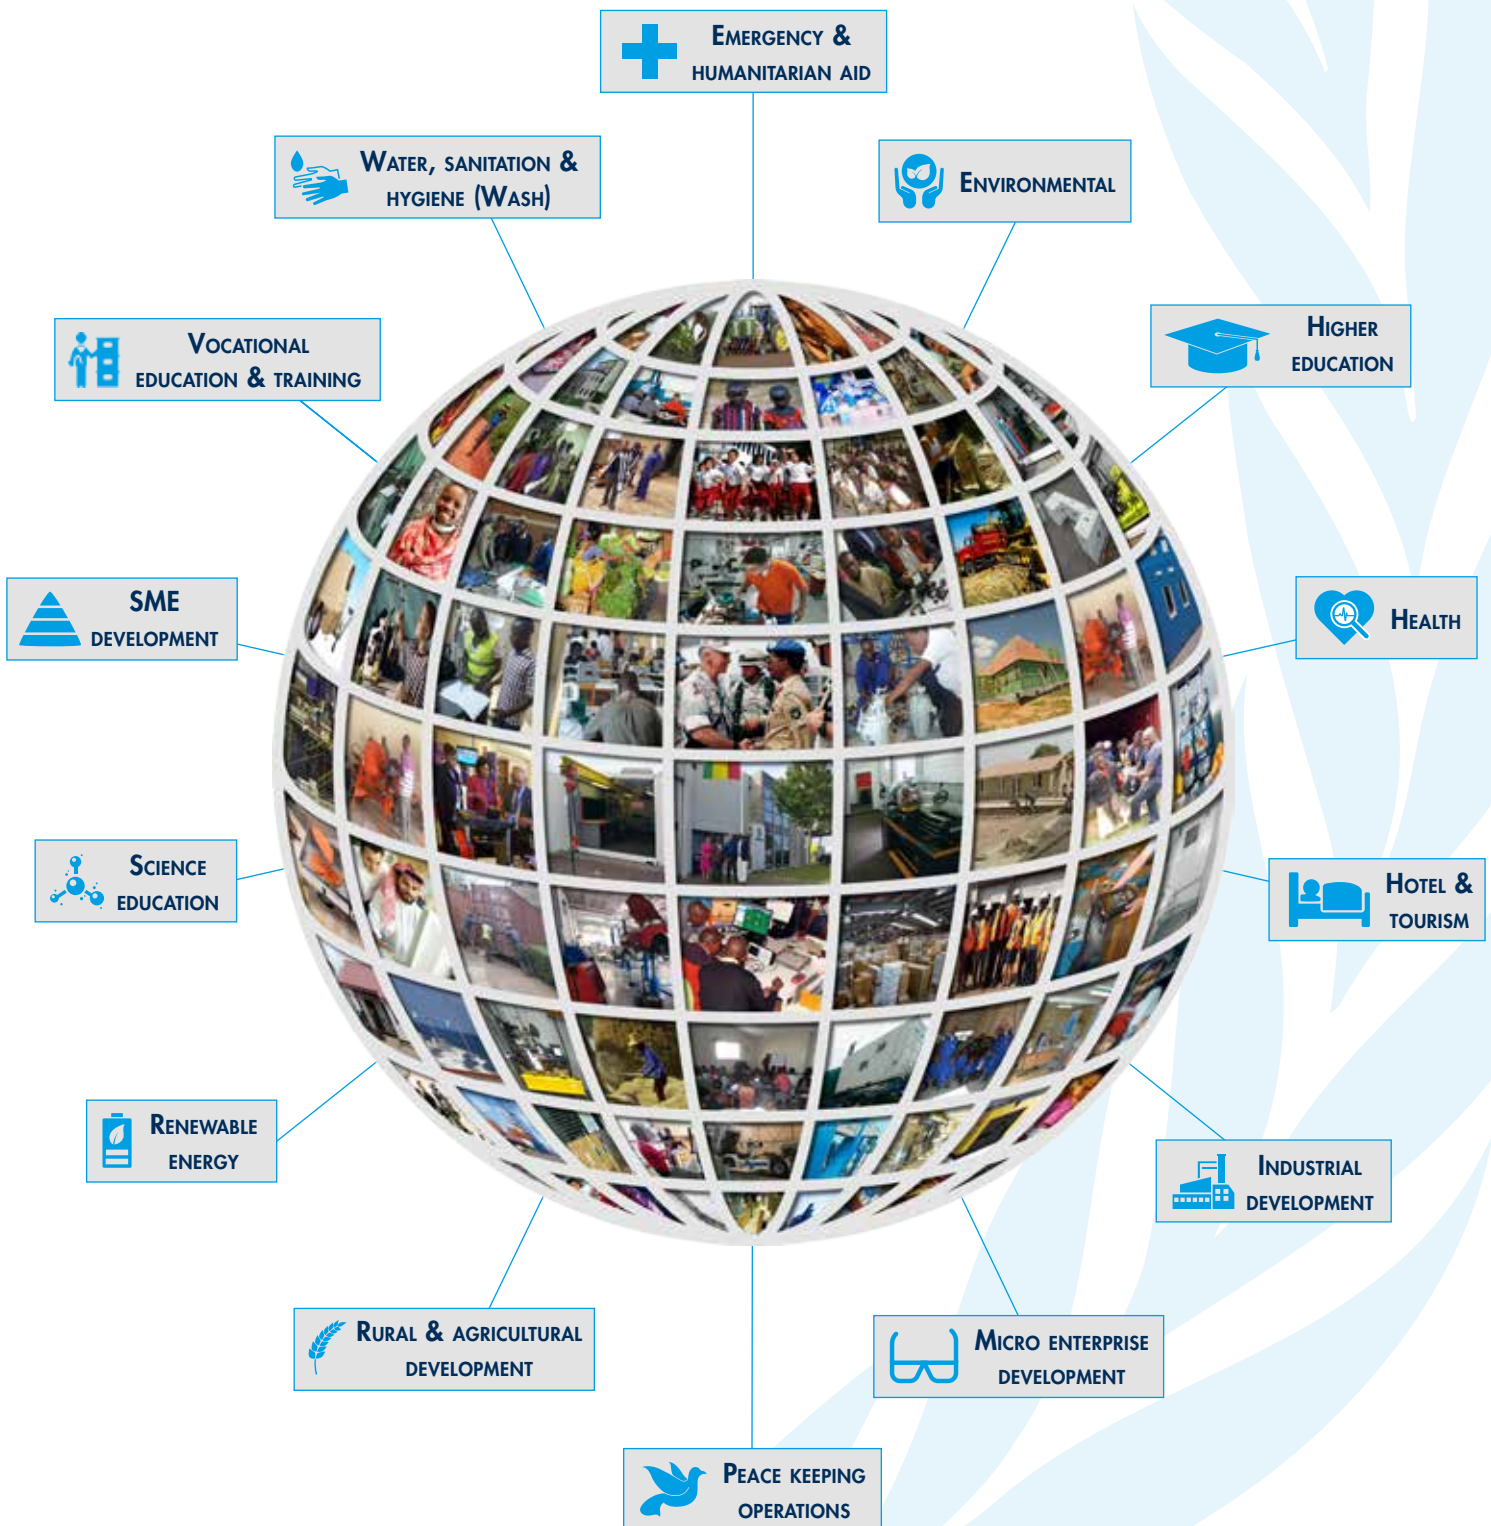 Emergency &
humanitarian aid
Water, sanitation &
hygiene (Wash)
Environmental
Vocational
education & training
Higher
education
SME
development
Health
Science
education
Hotel &
tourism
Renewable
energy
Industrial
development
Rural & agricultural
development
Micro enterprise
development
Peace keeping
operations